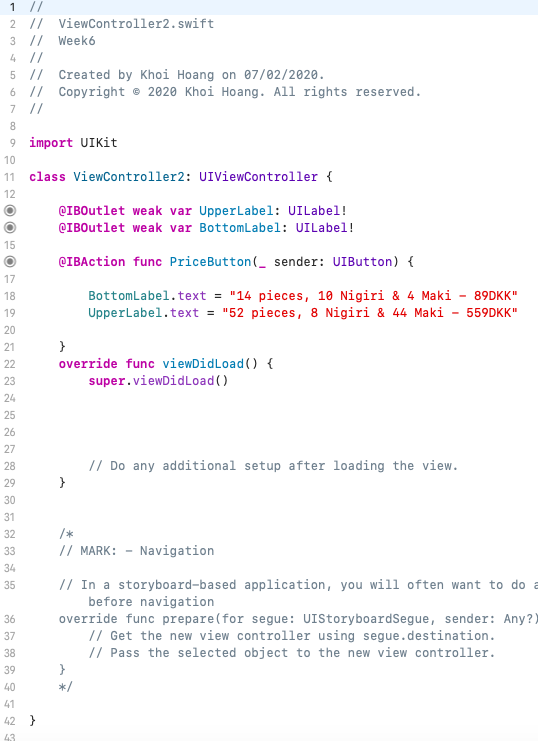 1 //
2 //  ViewController2.swift
3 //  Week6
4 //
5 //  Created by Khoi Hoang on 07/02/2020.
6 //  Copyright © 2020 Khoi Hoang. All rights reserved.
7 //
8
9 import UIKit
10
11 class ViewController2: UIViewController {
12
@IBOutlet weak var UpperLabel: UILabel!
@IBOutlet weak var BottomLabel: UILabel!
15
@IBAction func PriceButton(_ sender: UIButton) {
17
18 BottomLabel.text = "14 pieces, 10 Nigiri & 4 Maki - 89DKK"
19 UpperLabel.text = "52 pieces, 8 Nigiri & 44 Maki - 559DKK"
20
21 }
22 override func viewDidLoad() {
23 super.viewDidLoad()
24
25
26
27
28 // Do any additional setup after loading the view.
29 }
30
31
32 /*
33 // MARK: - Navigation
34
35 // In a storyboard-based application, you will often want to do a
before navigation
36 override func prepare(for segue: UIStoryboardSegue, sender: Any?)
37 // Get the new view controller using segue.destination.
38 // Pass the selected object to the new view controller.
39 }
40 */
41
42 }
43